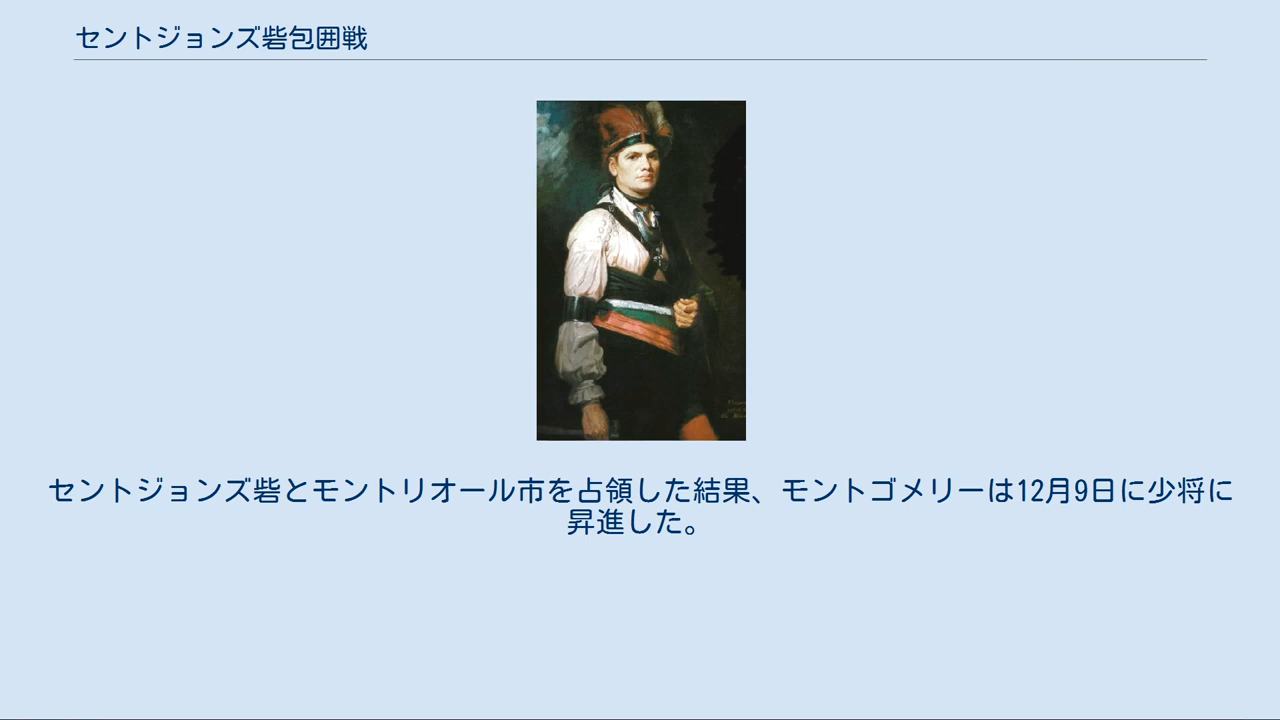 セントジョンズ砦包囲戦
セントジョンズ砦とモントリオール市を占領した結果、モントゴメリーは12月9日に少将に
昇進した。